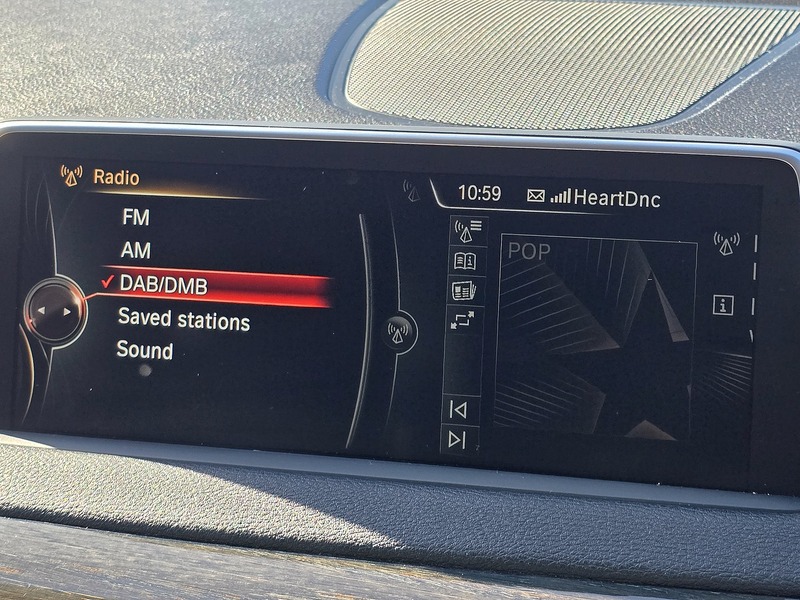 Radio
FM
AM
DAB/DMB
Saved stations
Sound
10:59
HeartDnc
POP